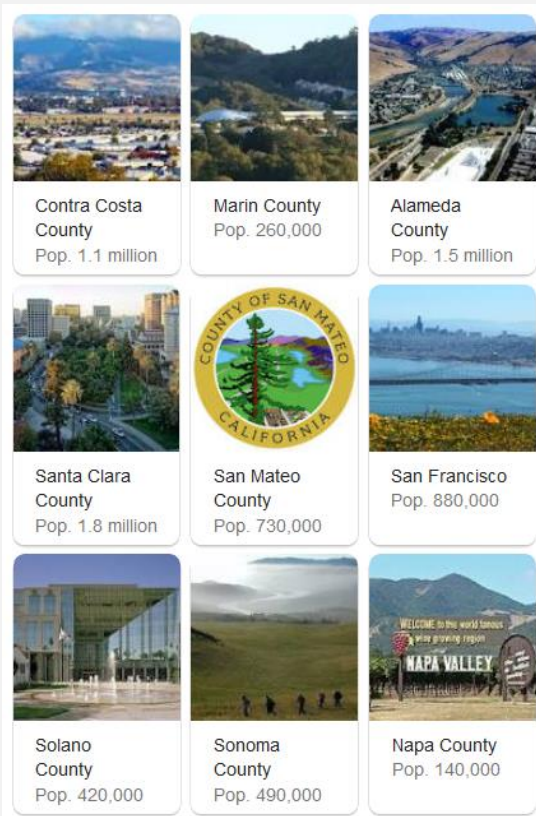 Contra Costa
County
Pop. 1.1 million
Marin County
Pop. 260,000
Alameda
County
Pop. 1.5 million
COUNTY OF SAN MATEO
CALIFORNIA
Santa Clara
County
Pop. 1.8 million
San Mateo
County
Pop. 730,000
San Francisco
Pop. 880,000
WELCOME to this world famous
wine growing region
NAPA VALLEY
Solano
County
Pop. 420,000
Sonoma
County
Pop. 490,000
Napa County
Pop. 140,000